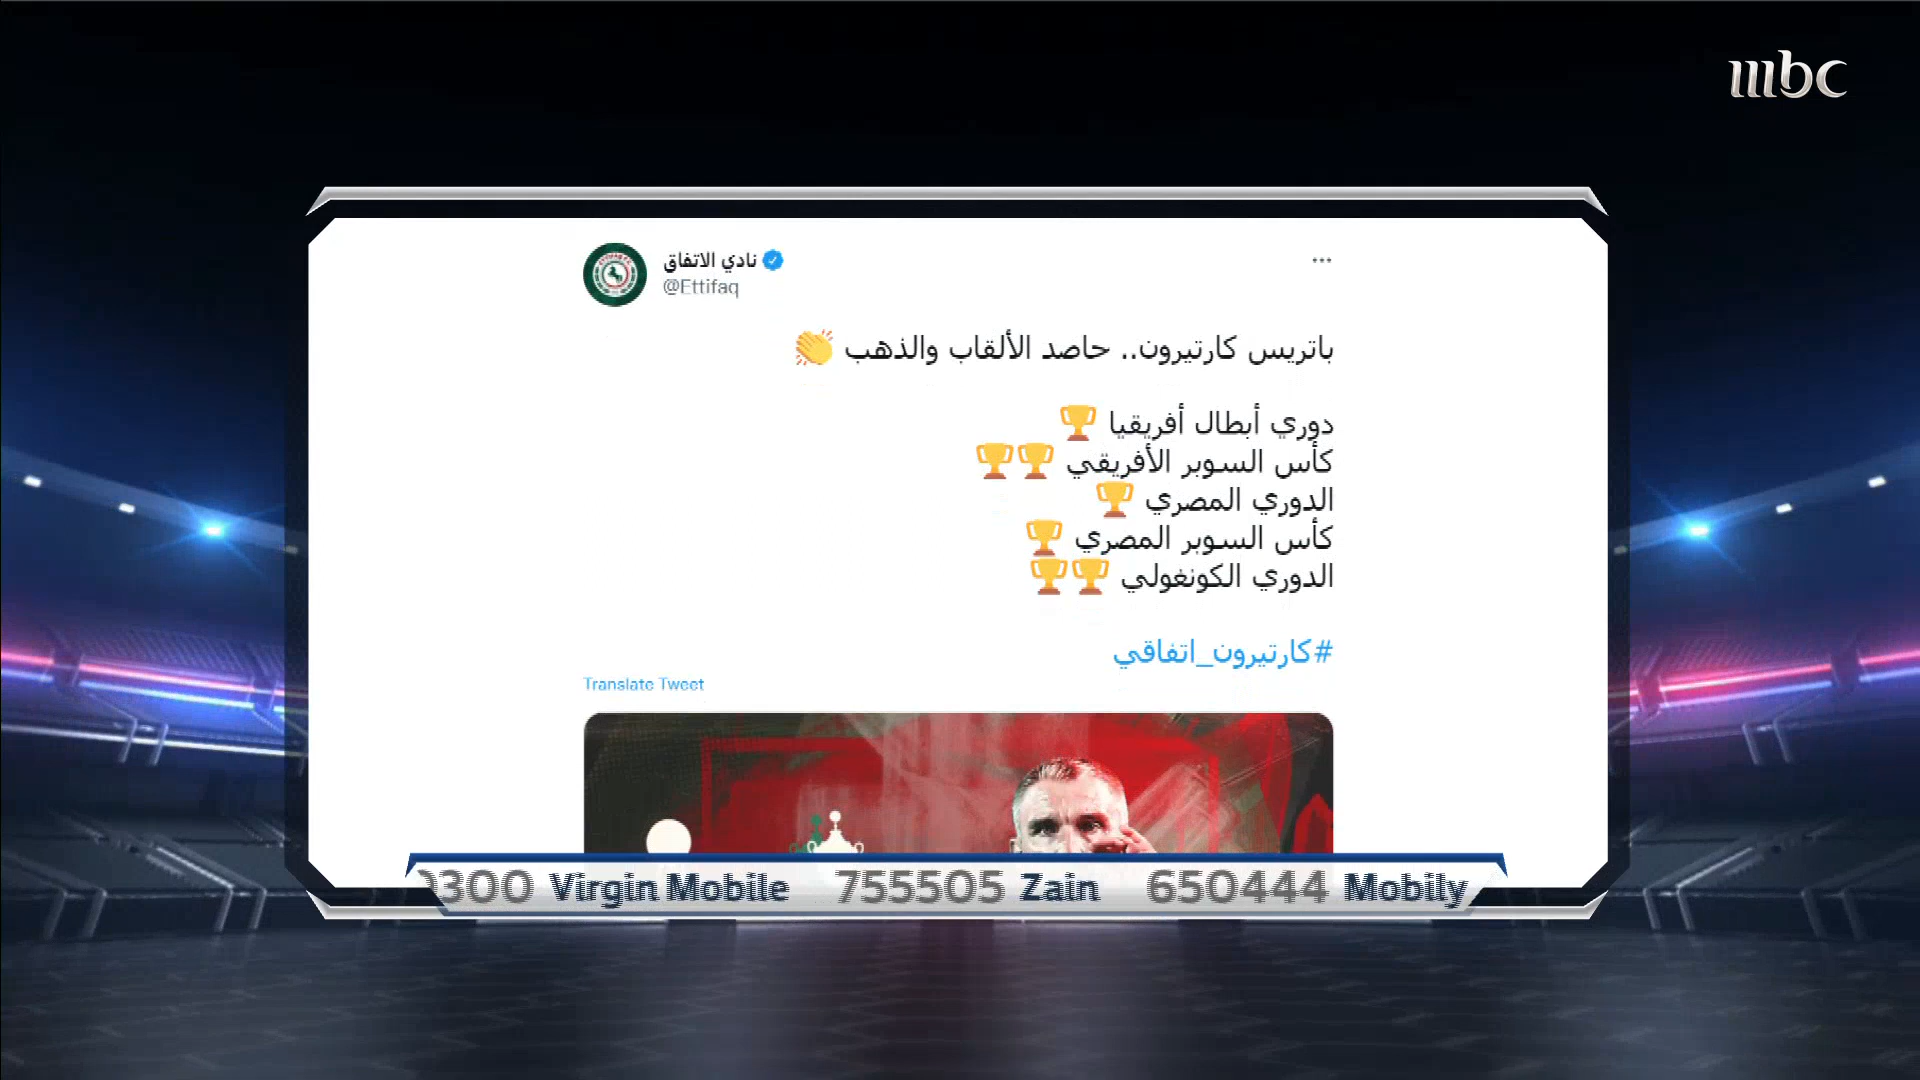 mbc
نادي الاتفاق
@Ettifaq
باتريس كارتيرون.. حاصد الألقاب والذهب 👏
دوري أبطال أفريقيا 🏆
كأس السوبر الأفريقي 🏆🏆
الدوري المصري 🏆
كأس السوبر المصري 🏆
الدوري الكونغولي 🏆🏆
#كارتيرون_اتفاقي
Translate Tweet
300 Virgin Mobile 755505 Zain 650444 Mobily